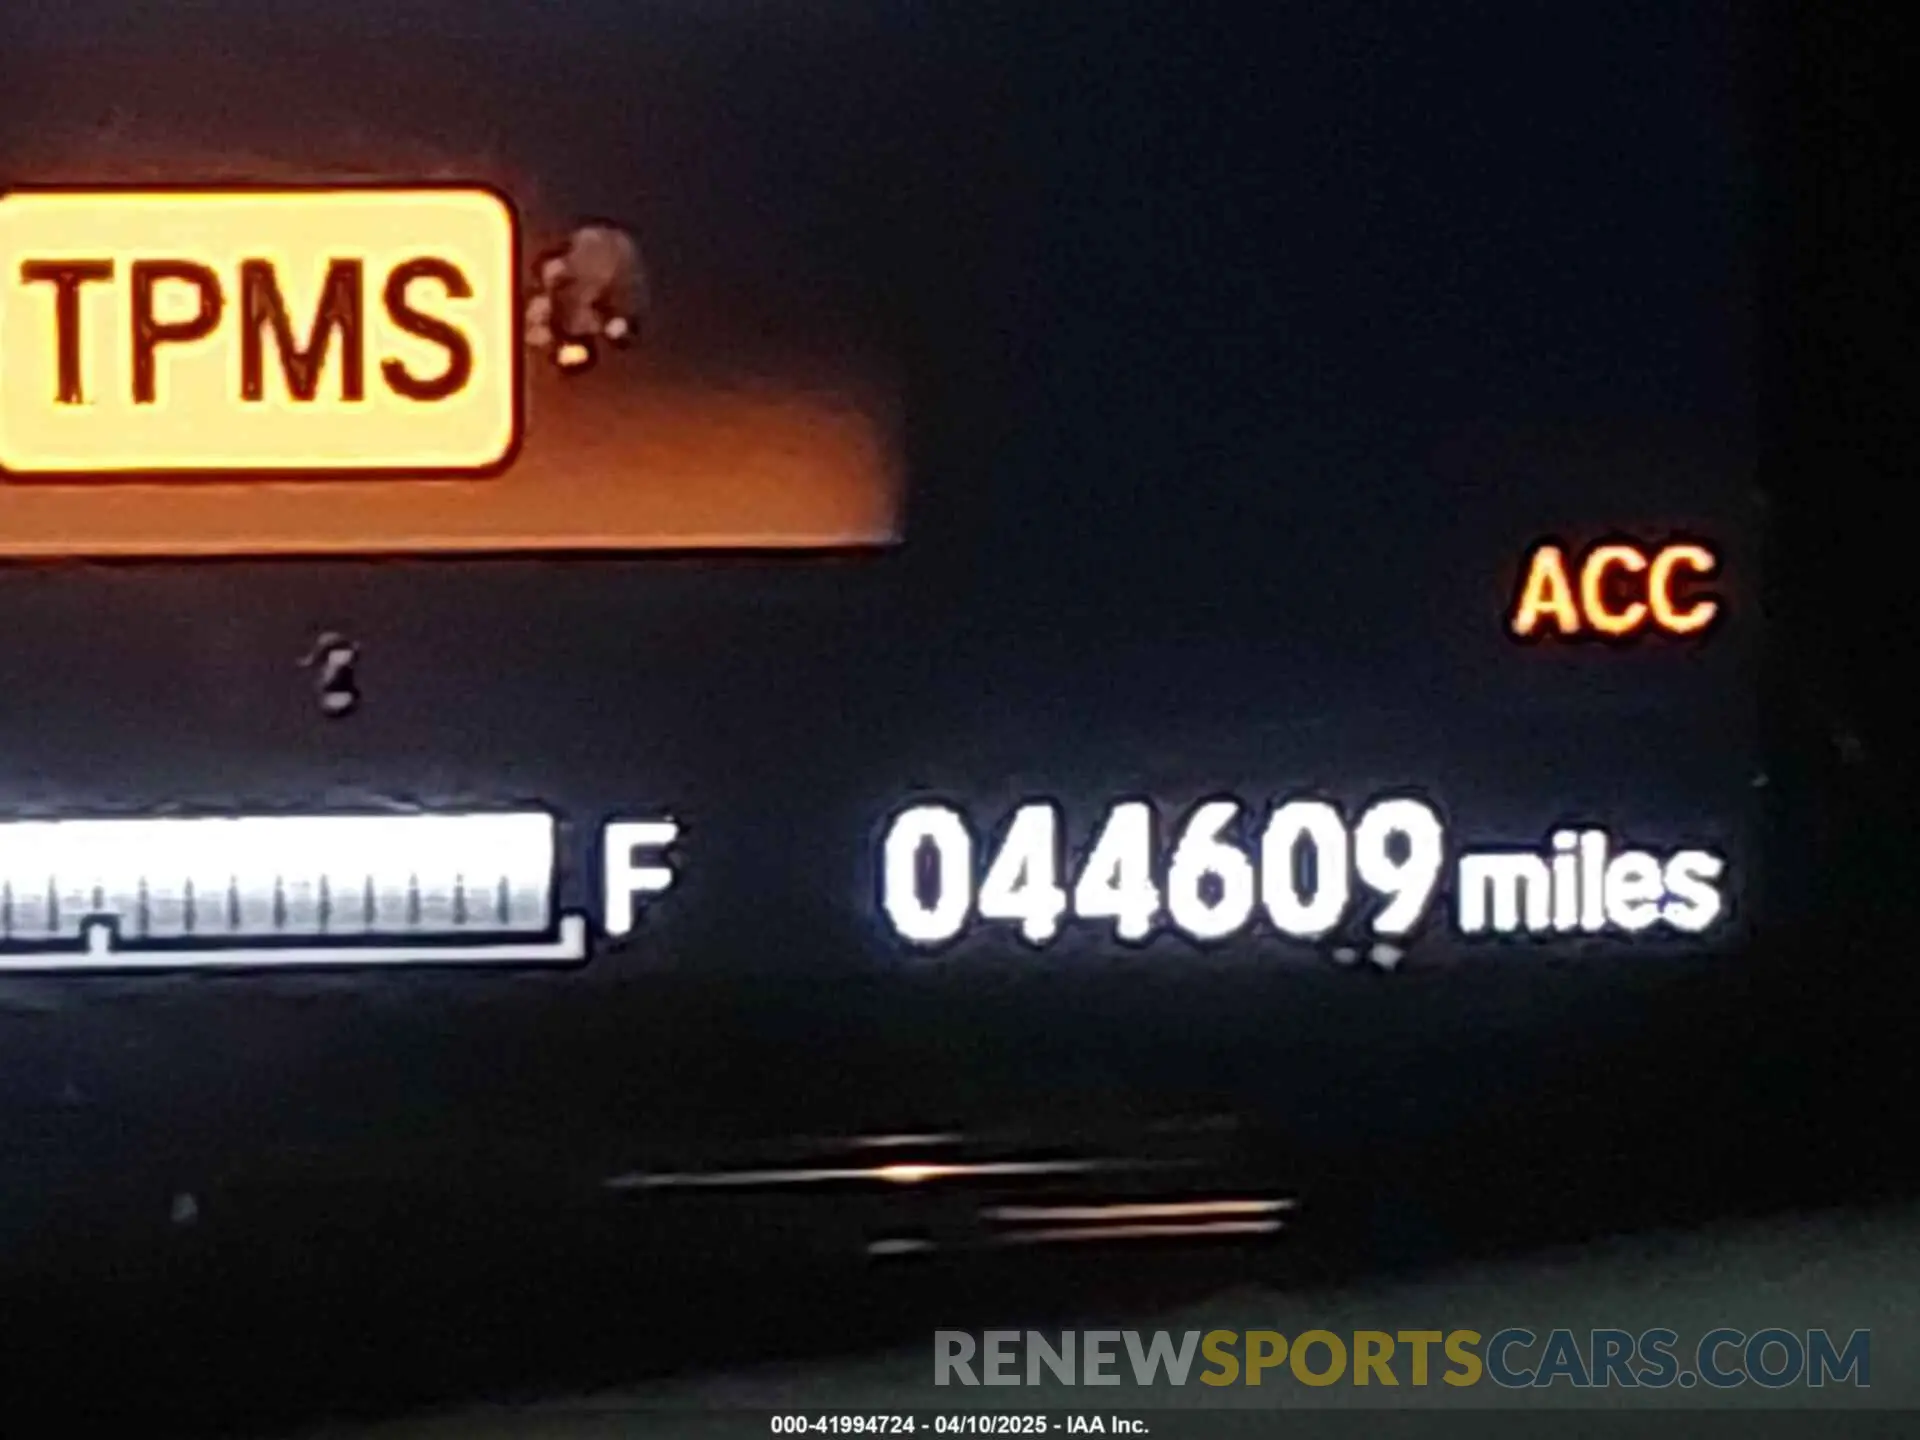 TPMS
ACC
F
044609 miles
RENEWSPORTSCARS.COM
000-41994724 - 04/10/2025 - IAA Inc.